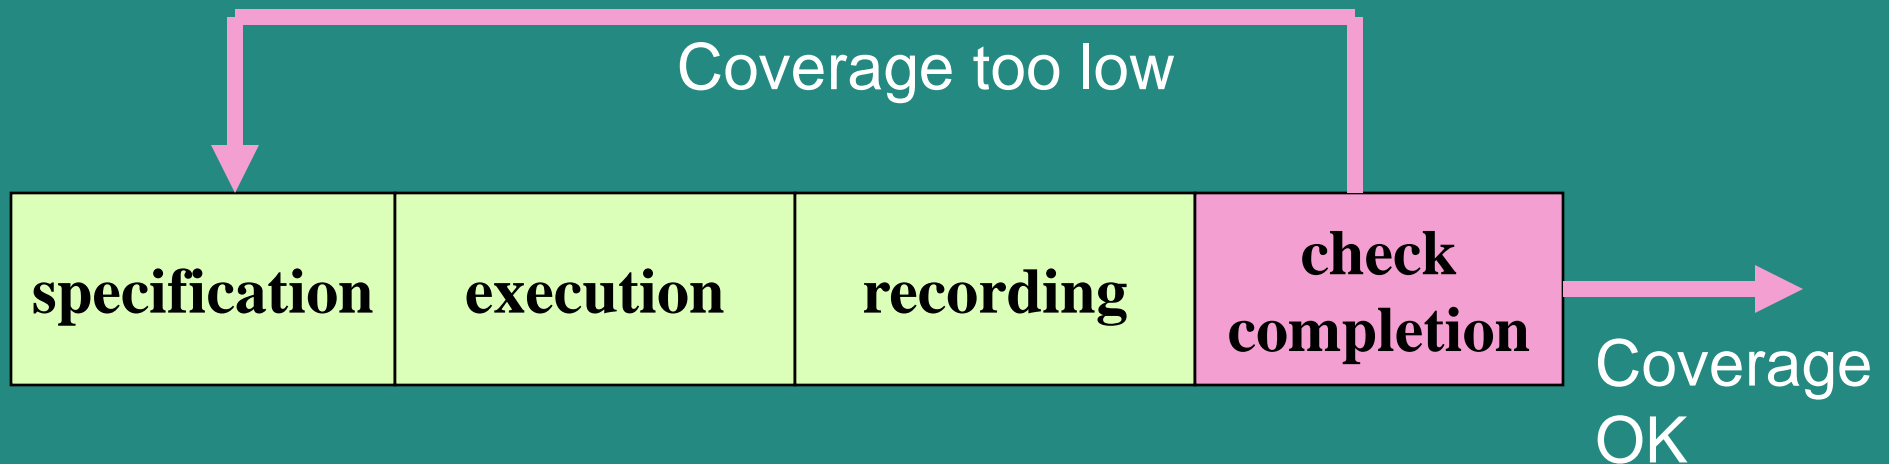 Coverage too low
specification
execution
recording
check
completion
Coverage
OK